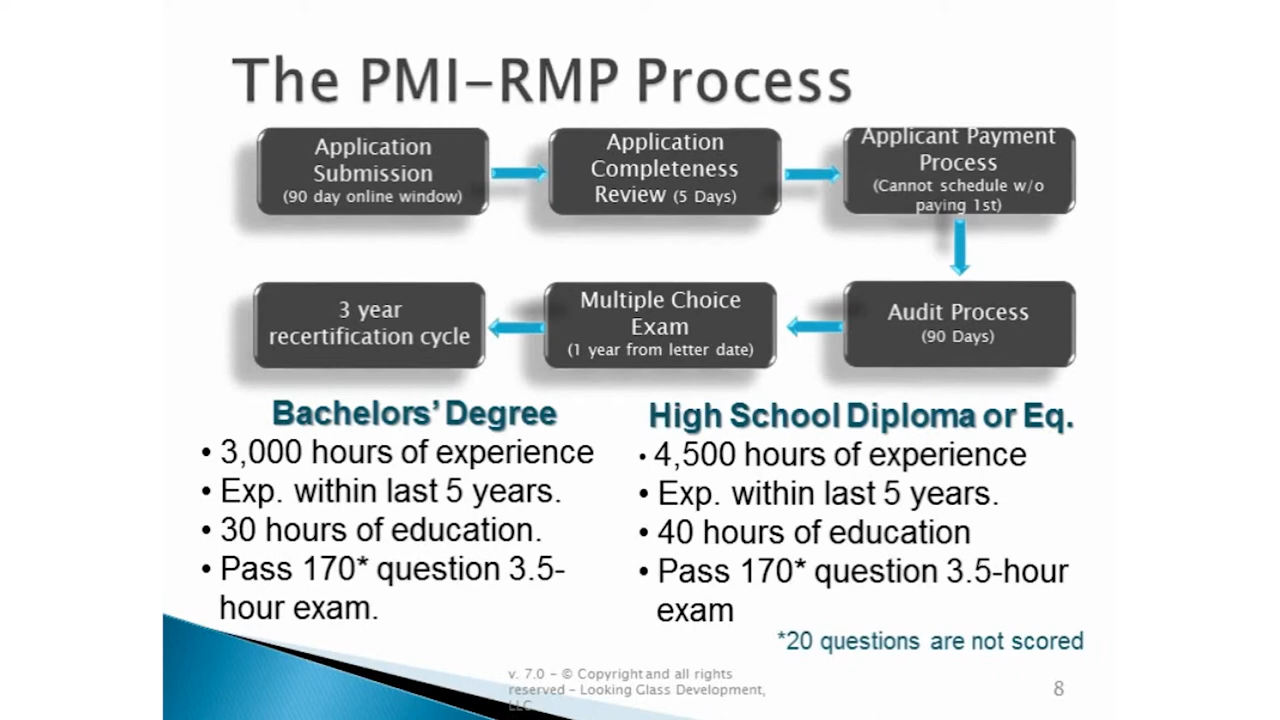 The PMI-RMP Process
Application
Submission
(90 day online window)
Application
Completeness
Review (5 Days)
Applicant Payment
Process
(Cannot schedule w/o
paying 1st)
Audit Process
(90 Days)
Multiple Choice
Exam
(1 year from letter date)
3 year
recertification cycle
Bachelors’ Degree
• 3,000 hours of experience
• Exp. within last 5 years.
• 30 hours of education.
• Pass 170* question 3.5-
hour exam.
High School Diploma or Eq.
• 4,500 hours of experience
• Exp. within last 5 years.
• 40 hours of education
• Pass 170* question 3.5-hour
exam
*20 questions are not scored
v. 7.0 - © Copyright and all rights
reserved - Looking Glass Development,
LLC
8